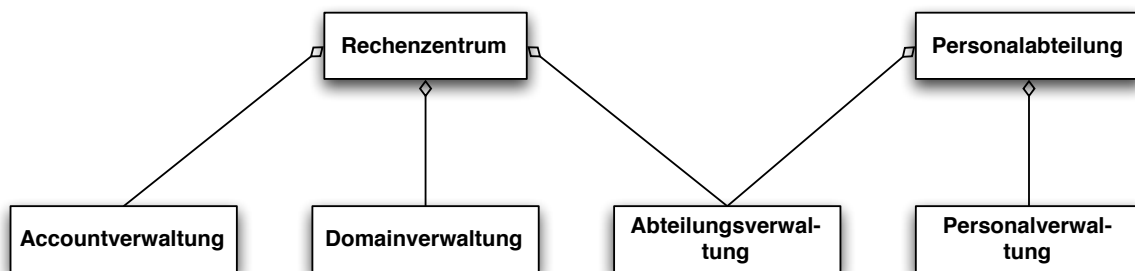 Rechenzentrum
Personalabteilung
Accountverwaltung
Domainverwaltung
Abteilungsverwal-
tung
Personalverwal-
tung